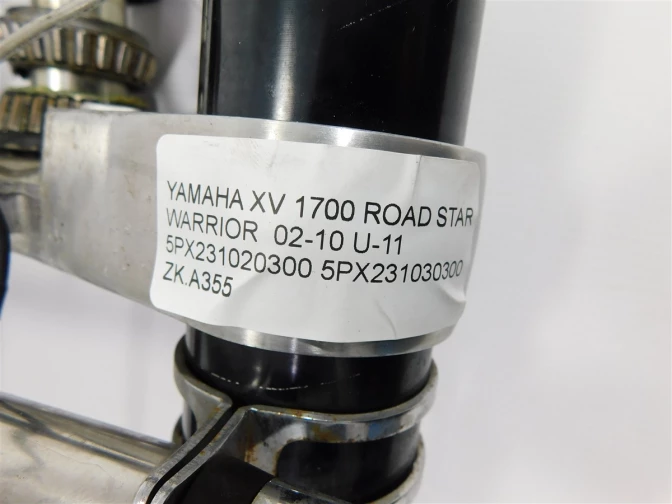 YAMAHA XV 1700 ROAD STAR
WARRIOR 02-10 U-11
5PX231020300 5PX231030300
ZK.A355